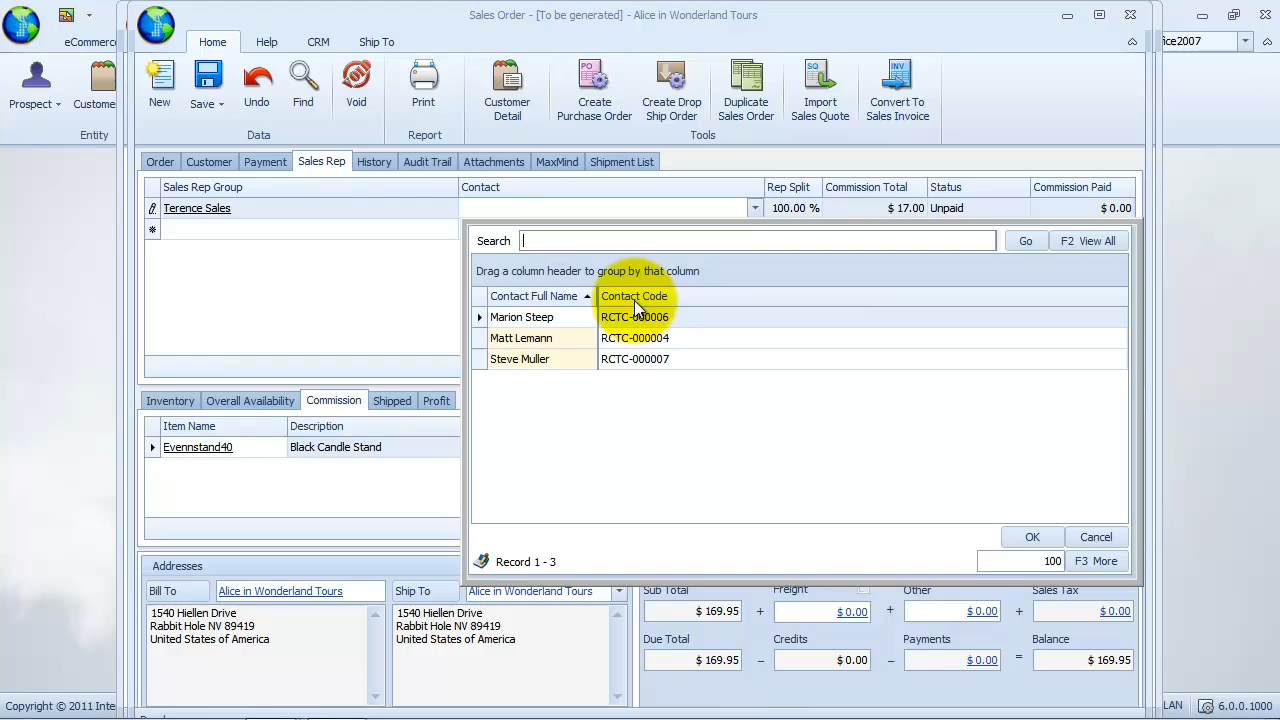 Sales Order - [To be generated] - Alice in Wonderland Tours
eCommerc
Home
Help
CRM
Ship To
ice2007
Prospect
Custome
New
Save
Undo
Find
Void
Print
Customer
Detail
Create
Purchase Order
Create Drop
Ship Order
Duplicate
Sales Order
Import
Sales Quote
Convert To
Sales Invoice
PO
SQ
INV
Entity
Data
Report
Tools
Order
Customer
Payment
Sales Rep
History
Audit Trail
Attachments
MaxMind
Shipment List
Sales Rep Group
Contact
Rep Split
Commission Total
Status
Commission Paid
Terence Sales
100.00 %
$ 17.00
Unpaid
$ 0.00
Search
Go
F2 View All
Drag a column header to group by that column
Contact Full Name
Contact Code
Marion Steep
RCTC-000006
Matt Lemann
RCTC-000004
Steve Muller
RCTC-000007
Inventory
Overall Availability
Commission
Shipped
Profit
Item Name
Description
Evennstand40
Black Candle Stand
OK
Cancel
Record 1 - 3
100
F3 More
Addresses
Bill To
Alice in Wonderland Tours
Ship To
Alice in Wonderland Tours
1540 Hiellen Drive
Rabbit Hole NV 89419
United States of America
1540 Hiellen Drive
Rabbit Hole NV 89419
United States of America
Sub Total
Freight
Other
Sales Tax
$ 169.95
+
$ 0.00
+
$ 0.00
+
$ 0.00
Due Total
Credits
Payments
Balance
$ 169.95
–
$ 0.00
–
$ 0.00
=
$ 169.95
Copyright © 2011 Inte
LAN
6.0.0.1000